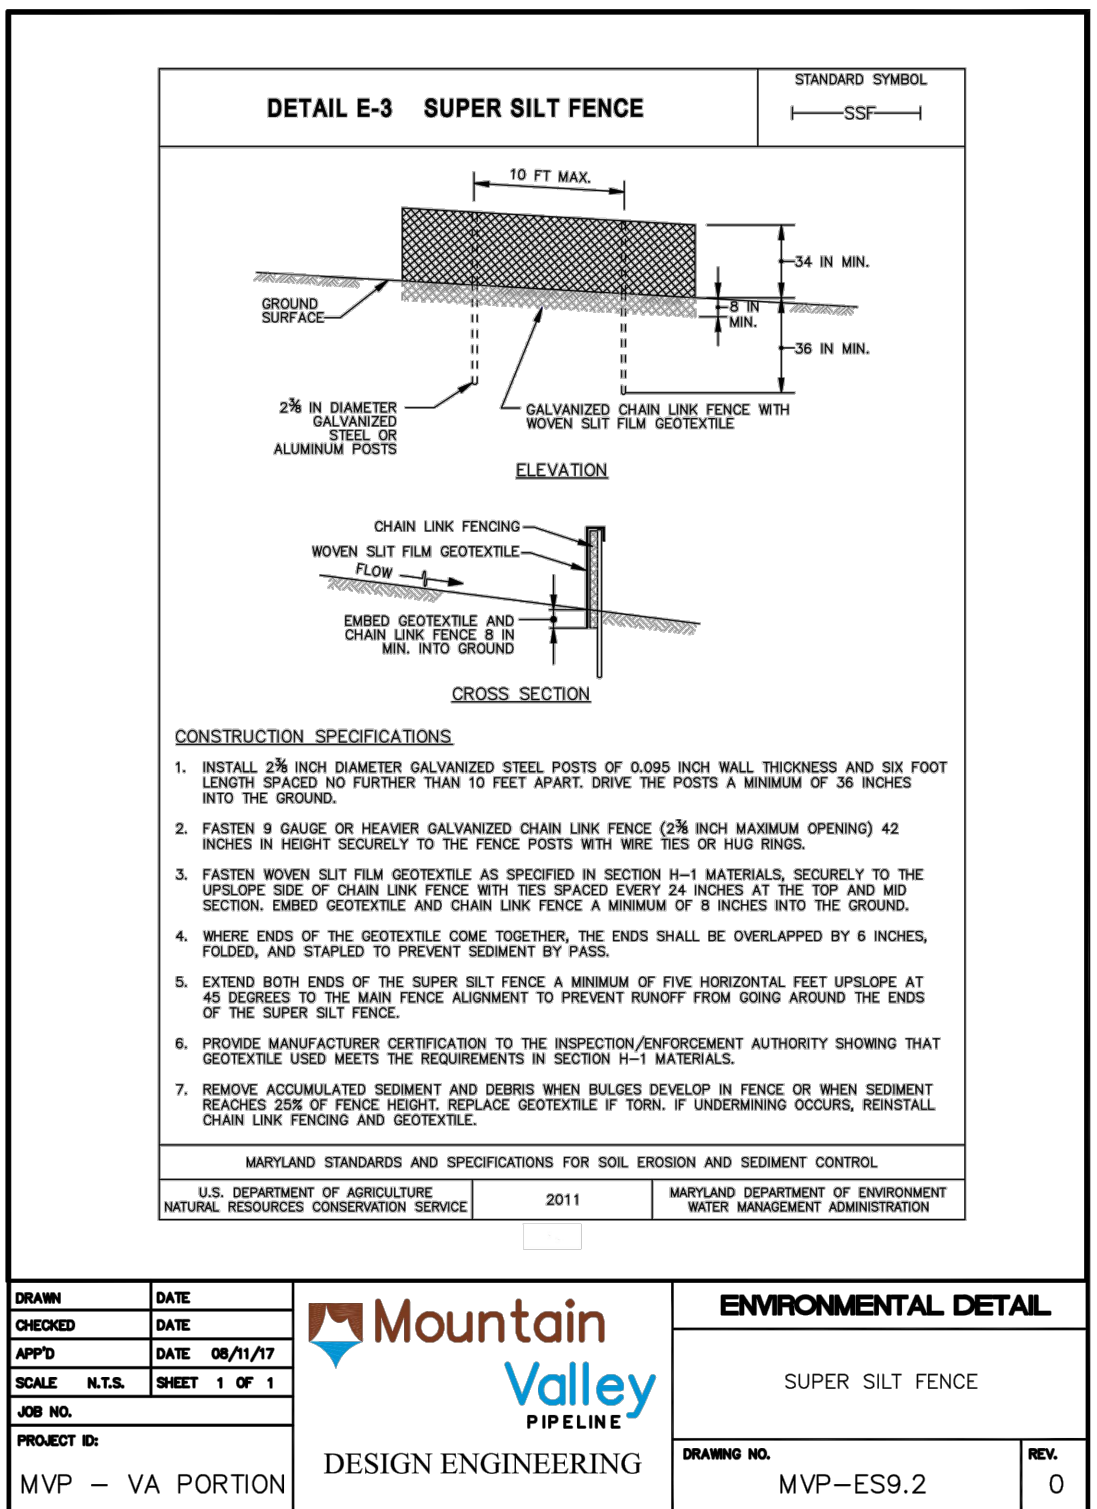 DETAIL E-3 SUPER SILT FENCE
STANDARD SYMBOL
SSF
10 FT MAX.
34 IN MIN.
GROUND
SURFACE
8 IN
MIN.
36 IN MIN.
2⅜ IN DIAMETER
GALVANIZED
STEEL OR
ALUMINUM POSTS
GALVANIZED CHAIN LINK FENCE WITH
WOVEN SLIT FILM GEOTEXTILE
ELEVATION
CHAIN LINK FENCING
WOVEN SLIT FILM GEOTEXTILE
FLOW
EMBED GEOTEXTILE AND
CHAIN LINK FENCE 8 IN
MIN. INTO GROUND
CROSS SECTION
CONSTRUCTION SPECIFICATIONS
1. INSTALL 2⅜ INCH DIAMETER GALVANIZED STEEL POSTS OF 0.095 INCH WALL THICKNESS AND SIX FOOT
LENGTH SPACED NO FURTHER THAN 10 FEET APART. DRIVE THE POSTS A MINIMUM OF 36 INCHES
INTO THE GROUND.
2. FASTEN 9 GAUGE OR HEAVIER GALVANIZED CHAIN LINK FENCE (2⅜ INCH MAXIMUM OPENING) 42
INCHES IN HEIGHT SECURELY TO THE FENCE POSTS WITH WIRE TIES OR HUG RINGS.
3. FASTEN WOVEN SLIT FILM GEOTEXTILE AS SPECIFIED IN SECTION H-1 MATERIALS, SECURELY TO THE
UPSLOPE SIDE OF CHAIN LINK FENCE WITH TIES SPACED EVERY 24 INCHES AT THE TOP AND MID
SECTION. EMBED GEOTEXTILE AND CHAIN LINK FENCE A MINIMUM OF 8 INCHES INTO THE GROUND.
4. WHERE ENDS OF THE GEOTEXTILE COME TOGETHER, THE ENDS SHALL BE OVERLAPPED BY 6 INCHES,
FOLDED, AND STAPLED TO PREVENT SEDIMENT BY PASS.
5. EXTEND BOTH ENDS OF THE SUPER SILT FENCE A MINIMUM OF FIVE HORIZONTAL FEET UPSLOPE AT
45 DEGREES TO THE MAIN FENCE ALIGNMENT TO PREVENT RUNOFF FROM GOING AROUND THE ENDS
OF THE SUPER SILT FENCE.
6. PROVIDE MANUFACTURER CERTIFICATION TO THE INSPECTION/ENFORCEMENT AUTHORITY SHOWING THAT
GEOTEXTILE USED MEETS THE REQUIREMENTS IN SECTION H-1 MATERIALS.
7. REMOVE ACCUMULATED SEDIMENT AND DEBRIS WHEN BULGES DEVELOP IN FENCE OR WHEN SEDIMENT
REACHES 25% OF FENCE HEIGHT. REPLACE GEOTEXTILE IF TORN. IF UNDERMINING OCCURS, REINSTALL
CHAIN LINK FENCING AND GEOTEXTILE.
MARYLAND STANDARDS AND SPECIFICATIONS FOR SOIL EROSION AND SEDIMENT CONTROL
U.S. DEPARTMENT OF AGRICULTURE
NATURAL RESOURCES CONSERVATION SERVICE
2011
MARYLAND DEPARTMENT OF ENVIRONMENT
WATER MANAGEMENT ADMINISTRATION
DRAWN DATE
CHECKED DATE
APP'D DATE 08/11/17
SCALE N.T.S. SHEET 1 OF 1
JOB NO.
PROJECT ID:
MVP - VA PORTION
Mountain
Valley
PIPELINE
DESIGN ENGINEERING
ENVIRONMENTAL DETAIL
SUPER SILT FENCE
DRAWING NO.
MVP-ES9.2
REV.
0